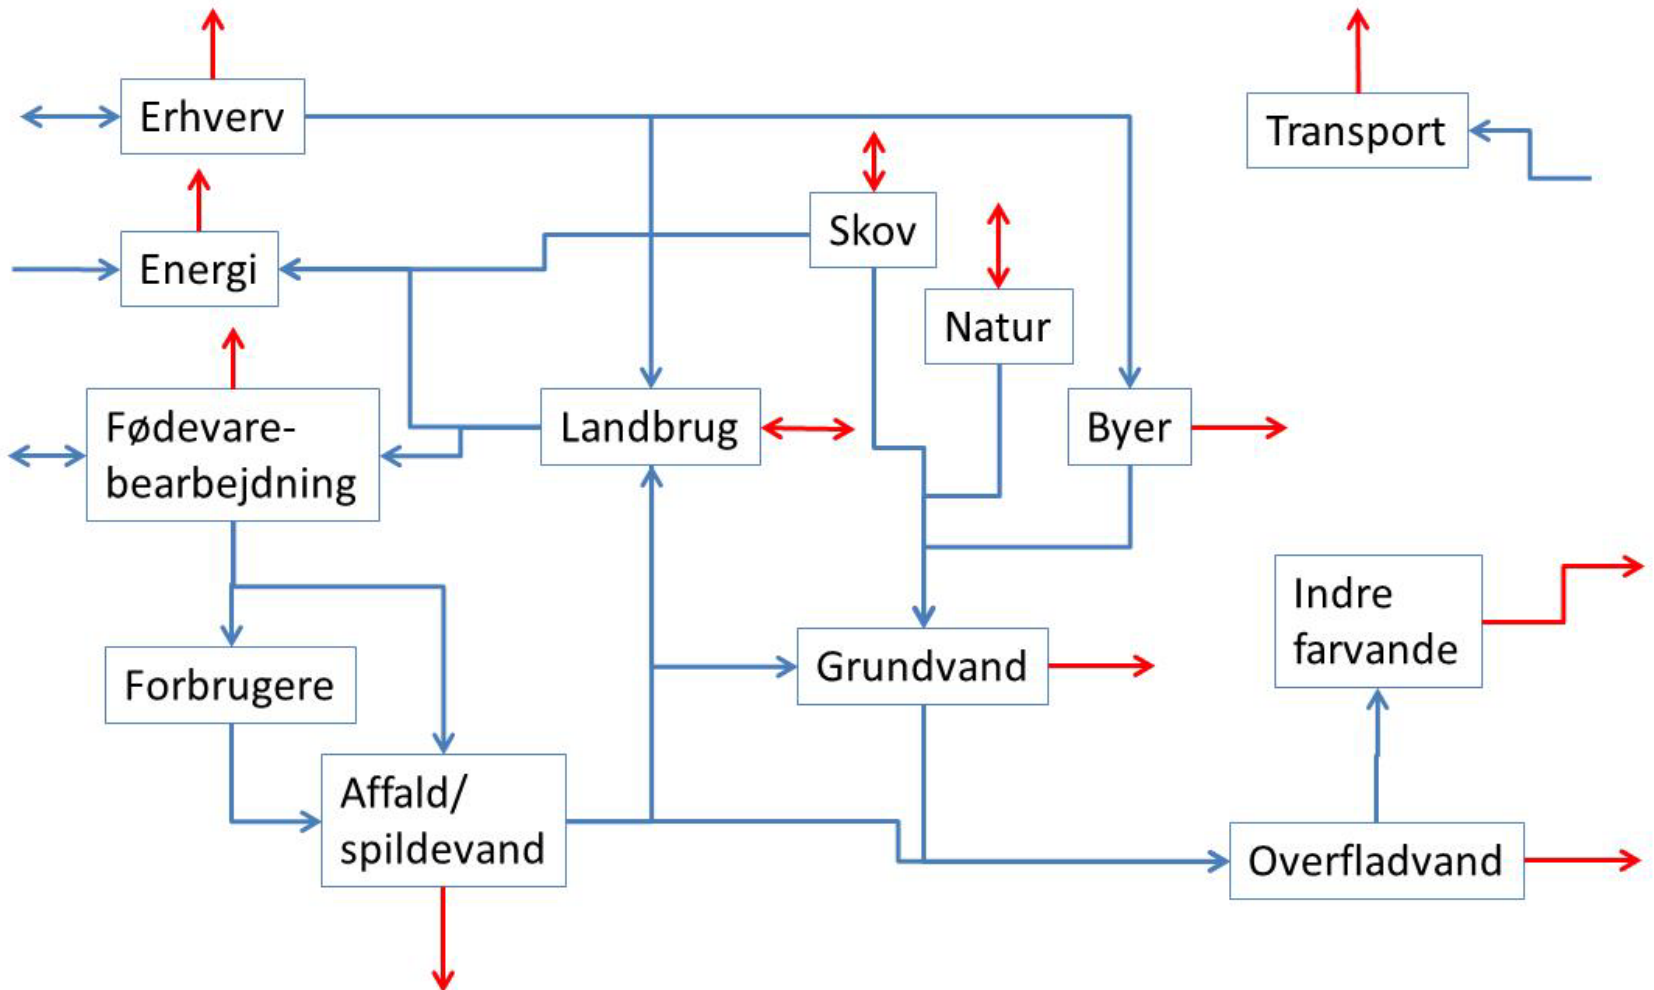 Erhverv
Transport
Skov
Energi
Natur
Fødevare-
bearbejdning
Landbrug
Byer
Indre
farvande
Grundvand
Forbrugere
Affald/
spildevand
Overfladvand